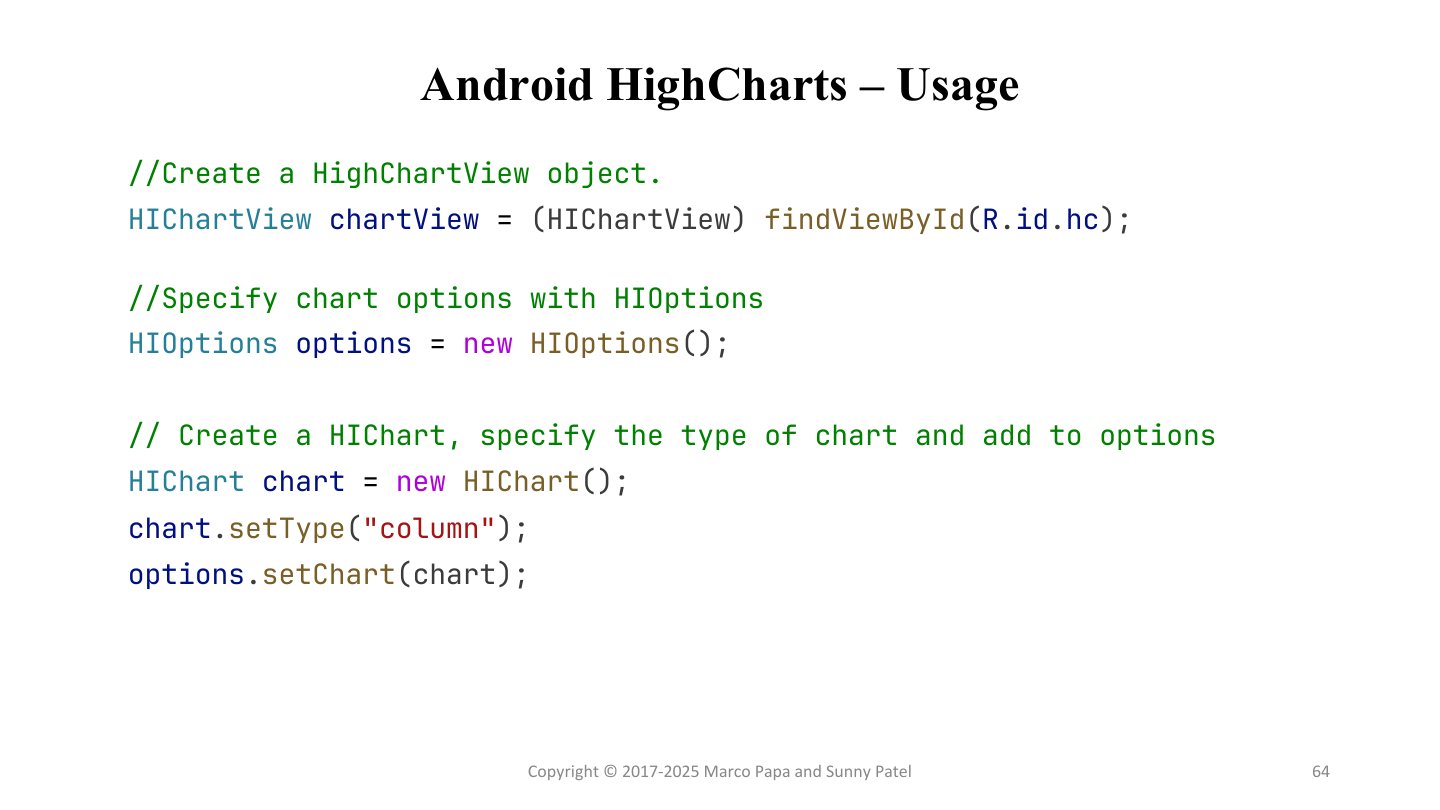 Android HighCharts – Usage
//Create a HighChartView object.
HIChartView chartView = (HIChartView) findViewById(R.id.hc);
//Specify chart options with HIOptions
HIOptions options = new HIOptions();
// Create a HIChart, specify the type of chart and add to options
HIChart chart = new HIChart();
chart.setType("column");
options.setChart(chart);
Copyright © 2017-2025 Marco Papa and Sunny Patel
64